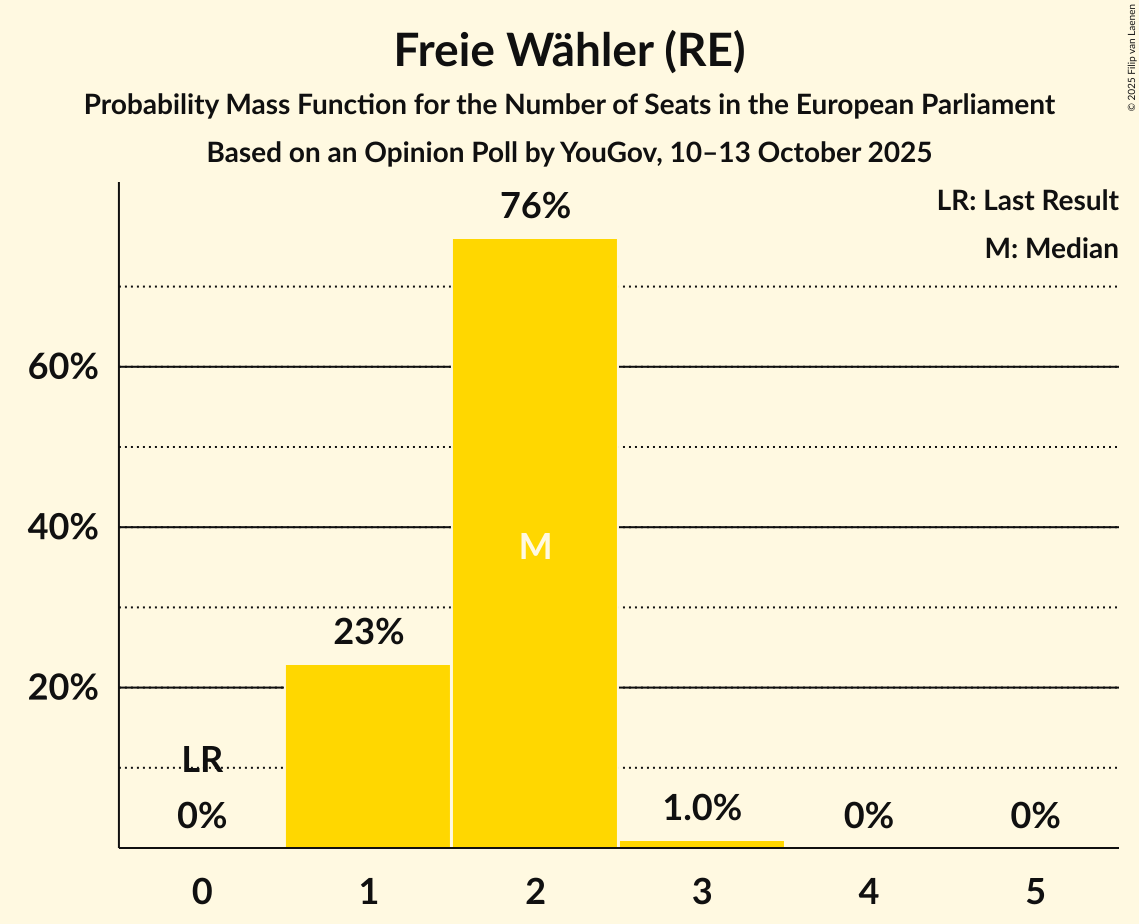 Freie Wähler (RE)
Probability Mass Function for the Number of Seats in the European Parliament
Based on an Opinion Poll by YouGov, 10–13 October 2025
© 2025 Filip van Laenen
LR: Last Result
M: Median
76%
60%
40%
M
23%
20%
LR
0%
1.0%
0%
0%
0 1 2 3 4 5